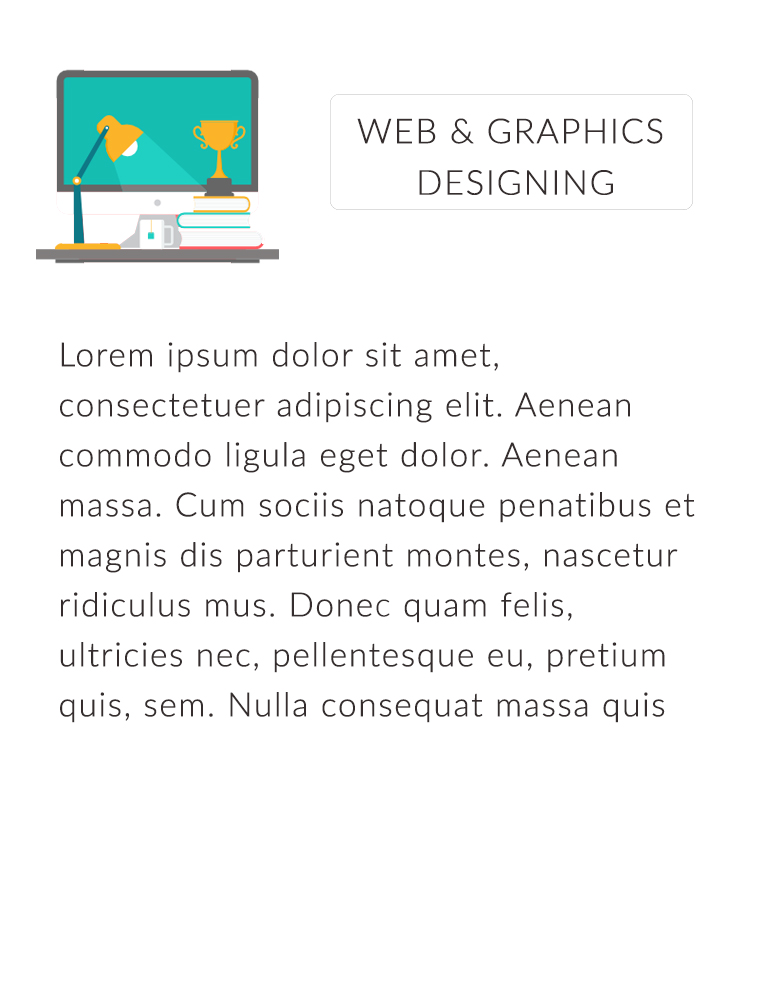 WEB & GRAPHICS
DESIGNING
Lorem ipsum dolor sit amet,
consectetuer adipiscing elit. Aenean
commodo ligula eget dolor. Aenean
massa. Cum sociis natoque penatibus et
magnis dis parturient montes, nascetur
ridiculus mus. Donec quam felis,
ultricies nec, pellentesque eu, pretium
quis, sem. Nulla consequat massa quis